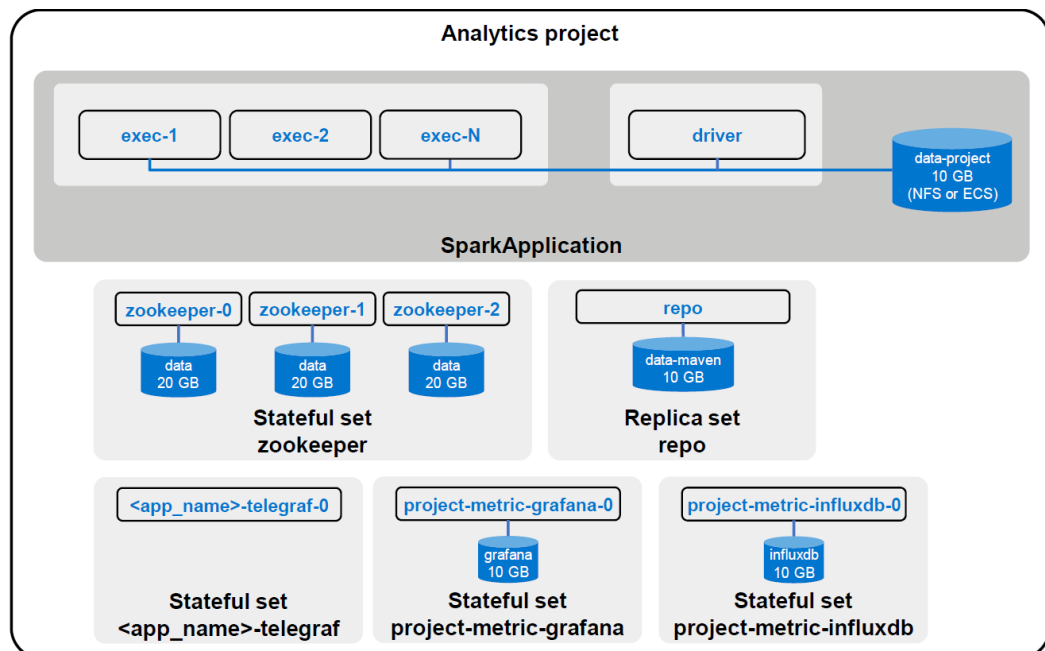 Analytics project
exec-1
exec-2
exec-N
driver
data-project
10 GB
(NFS or ECS)
SparkApplication
zookeeper-0
zookeeper-1
zookeeper-2
data
20 GB
data
20 GB
data
20 GB
Stateful set
zookeeper
repo
data-maven
10 GB
Replica set
repo
<app_name>-telegraf-0
Stateful set
<app_name>-telegraf
project-metric-grafana-0
grafana
10 GB
Stateful set
project-metric-grafana
project-metric-influxdb-0
influxdb
10 GB
Stateful set
project-metric-influxdb